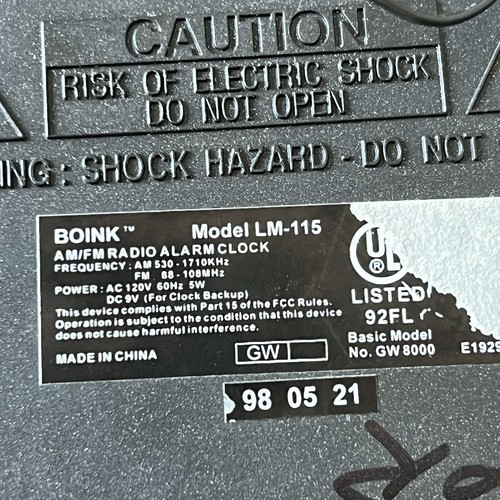 CAUTION
RISK OF ELECTRIC SHOCK
DO NOT OPEN
ING : SHOCK HAZARD - DO NOT
BOINK™ Model LM-115
AM/FM RADIO ALARM CLOCK
FREQUENCY : AM 530 - 1710KHz
FM 88 - 108MHz
POWER : AC 120V 60Hz 5W
DC 9V (For Clock Backup)
This device complies with Part 15 of the FCC Rules.
Operation is subject to the condition that this device
does not cause harmful interference.
MADE IN CHINA
GW
UL ®
LISTED
92FL
Basic Model
No. GW 8000
E1929
98 05 21